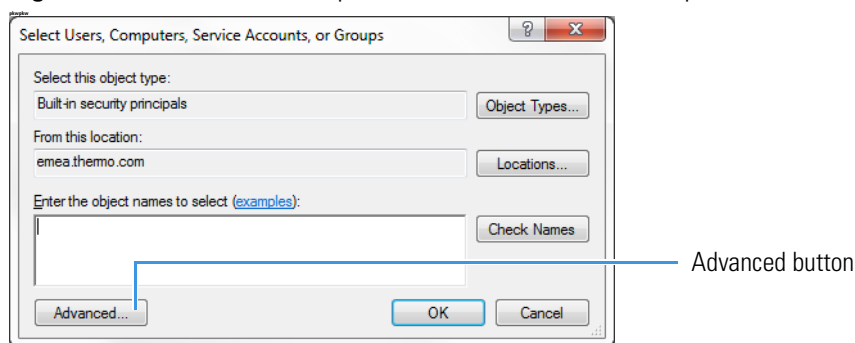 Select Users, Computers, Service Accounts, or Groups
Select this object type:
Built-in security principals
Object Types...
From this location:
emea.thermo.com
Locations...
Enter the object names to select (examples):
Check Names
Advanced button
Advanced...
OK
Cancel